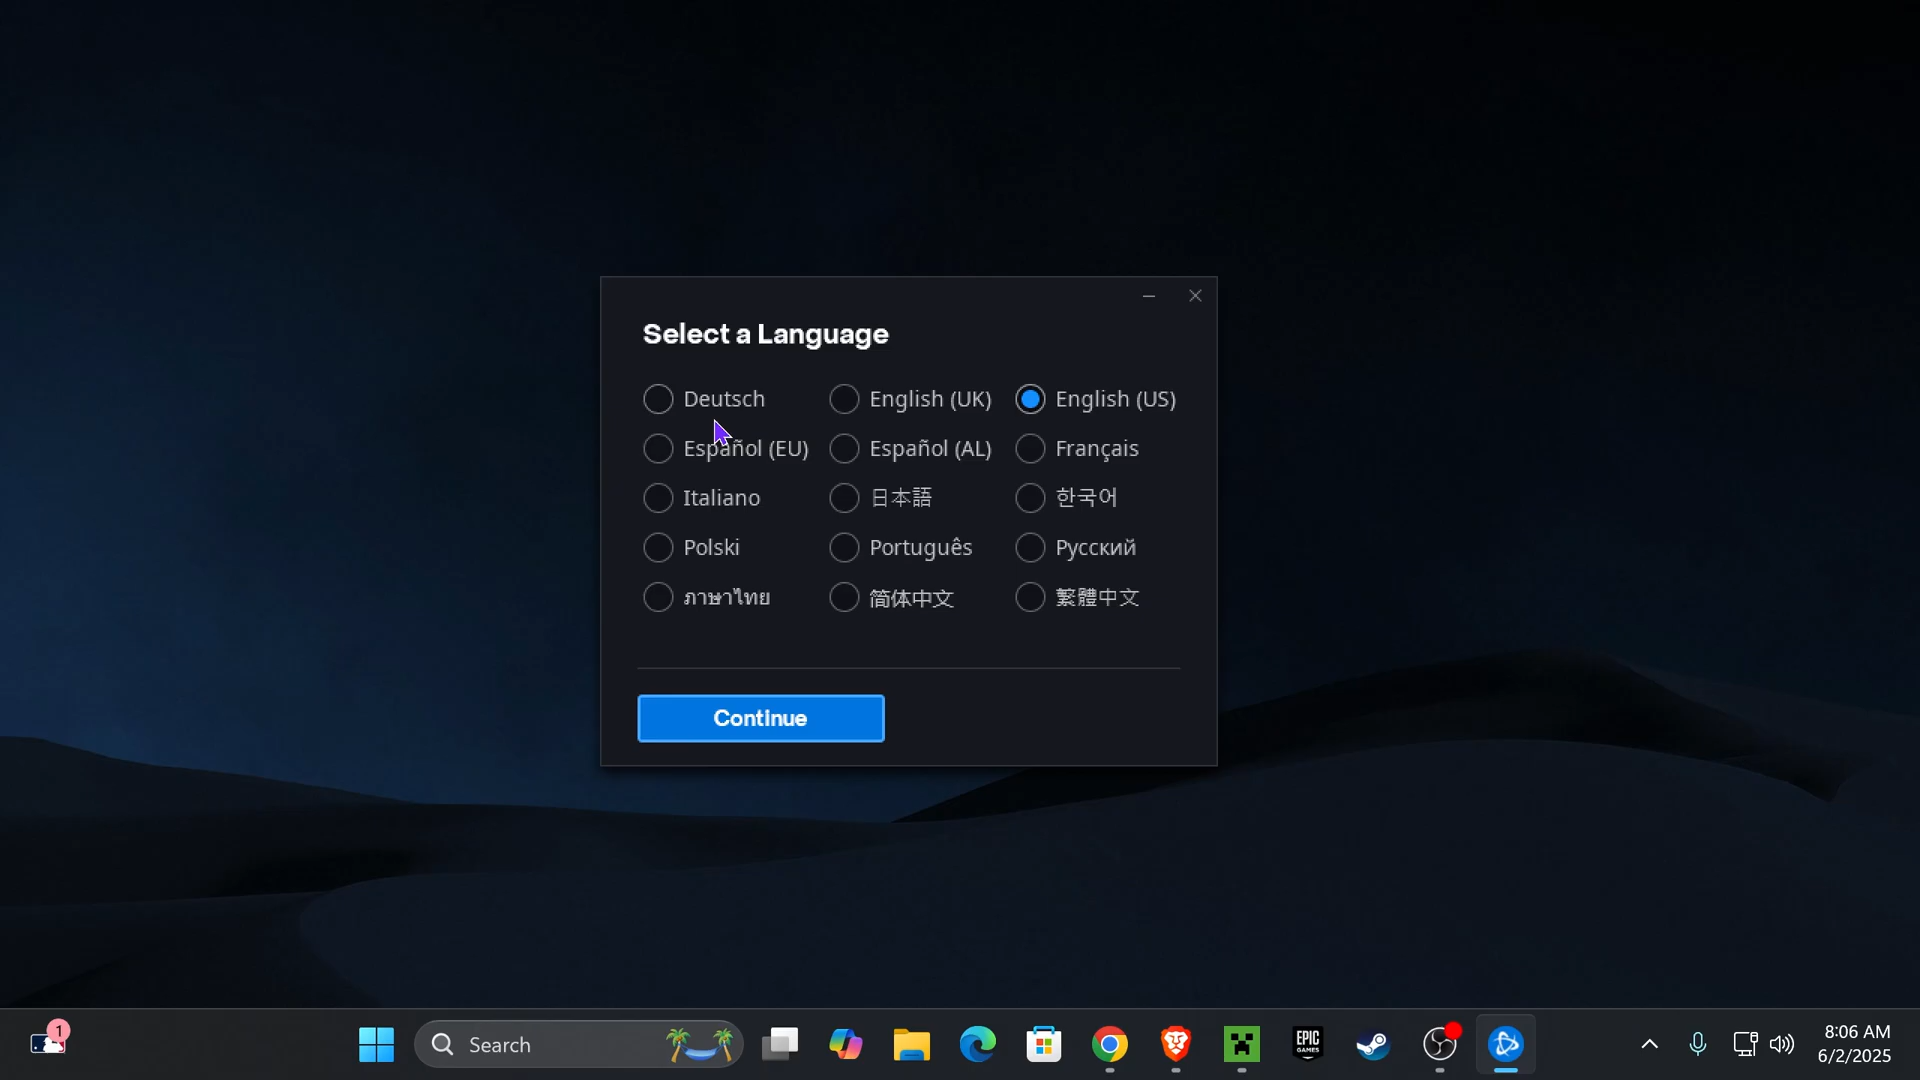 Select a Language
Deutsch English (UK) English (US)
Español (EU) Español (AL) Français
Italiano 日本語 한국어
Polski Português Русский
ภาษาไทย 简体中文 繁體中文
Continue
1 Search EPIC GAMES 8:06 AM
6/2/2025